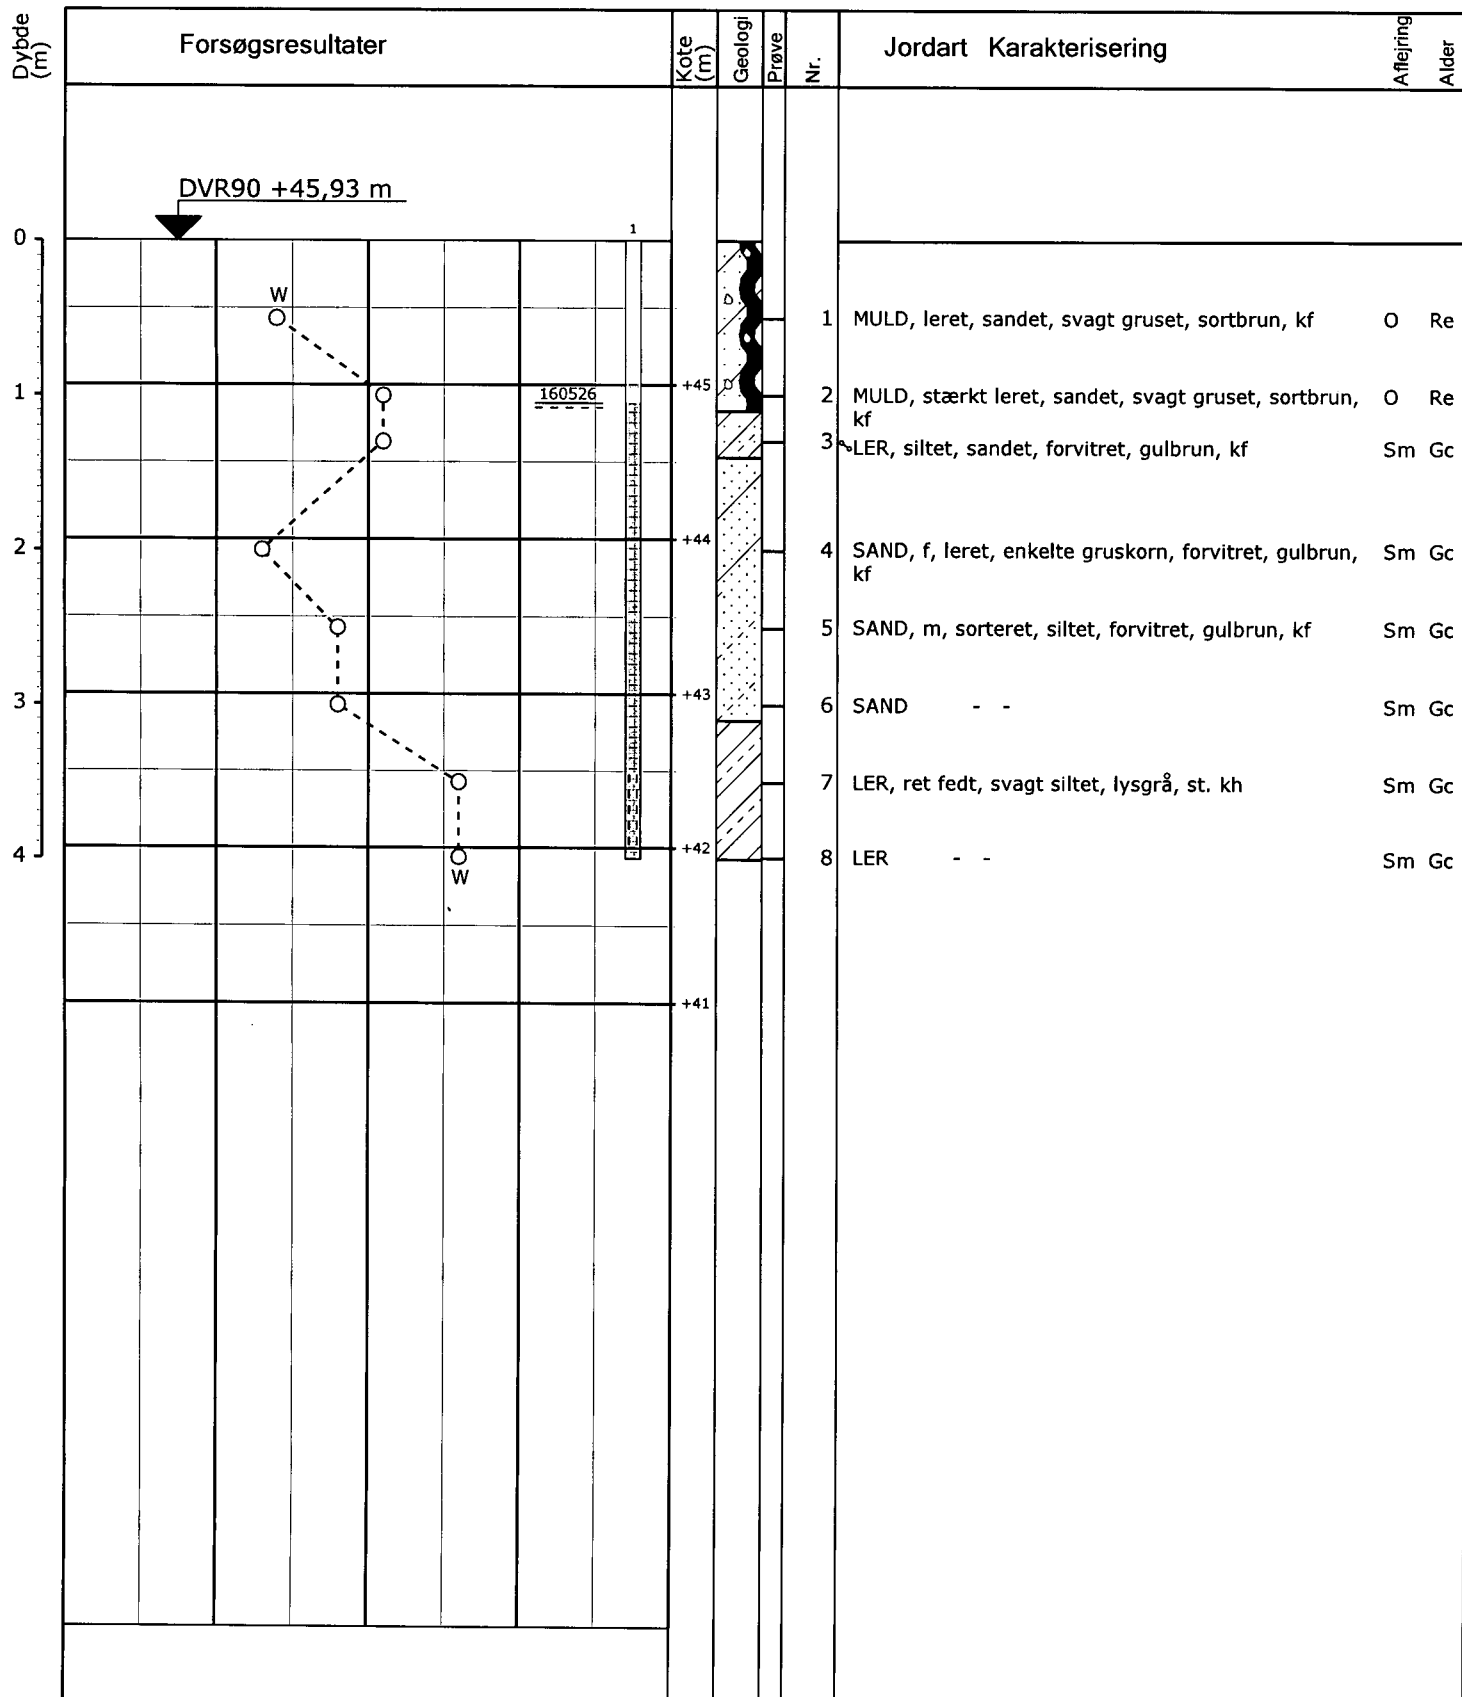 Dybde
(m)
Forsøgsresultater
Kote
(m)
Geologi
Prøve
Nr.
Jordart Karakterisering
Aflejring
Alder
DVR90 +45,93 m
0
1
W
1 MULD, leret, sandet, svagt gruset, sortbrun, kf O Re
1
160526
+45
2 MULD, stærkt leret, sandet, svagt gruset, sortbrun, O Re
kf
3 LER, siltet, sandet, forvitret, gulbrun, kf Sm Gc
2
+44
4 SAND, f, leret, enkelte gruskorn, forvitret, gulbrun, Sm Gc
kf
5 SAND, m, sorteret, siltet, forvitret, gulbrun, kf Sm Gc
3
+43
6 SAND - - Sm Gc
7 LER, ret fedt, svagt siltet, lysgrå, st. kh Sm Gc
4
+42
8 LER - - Sm Gc
W
+41